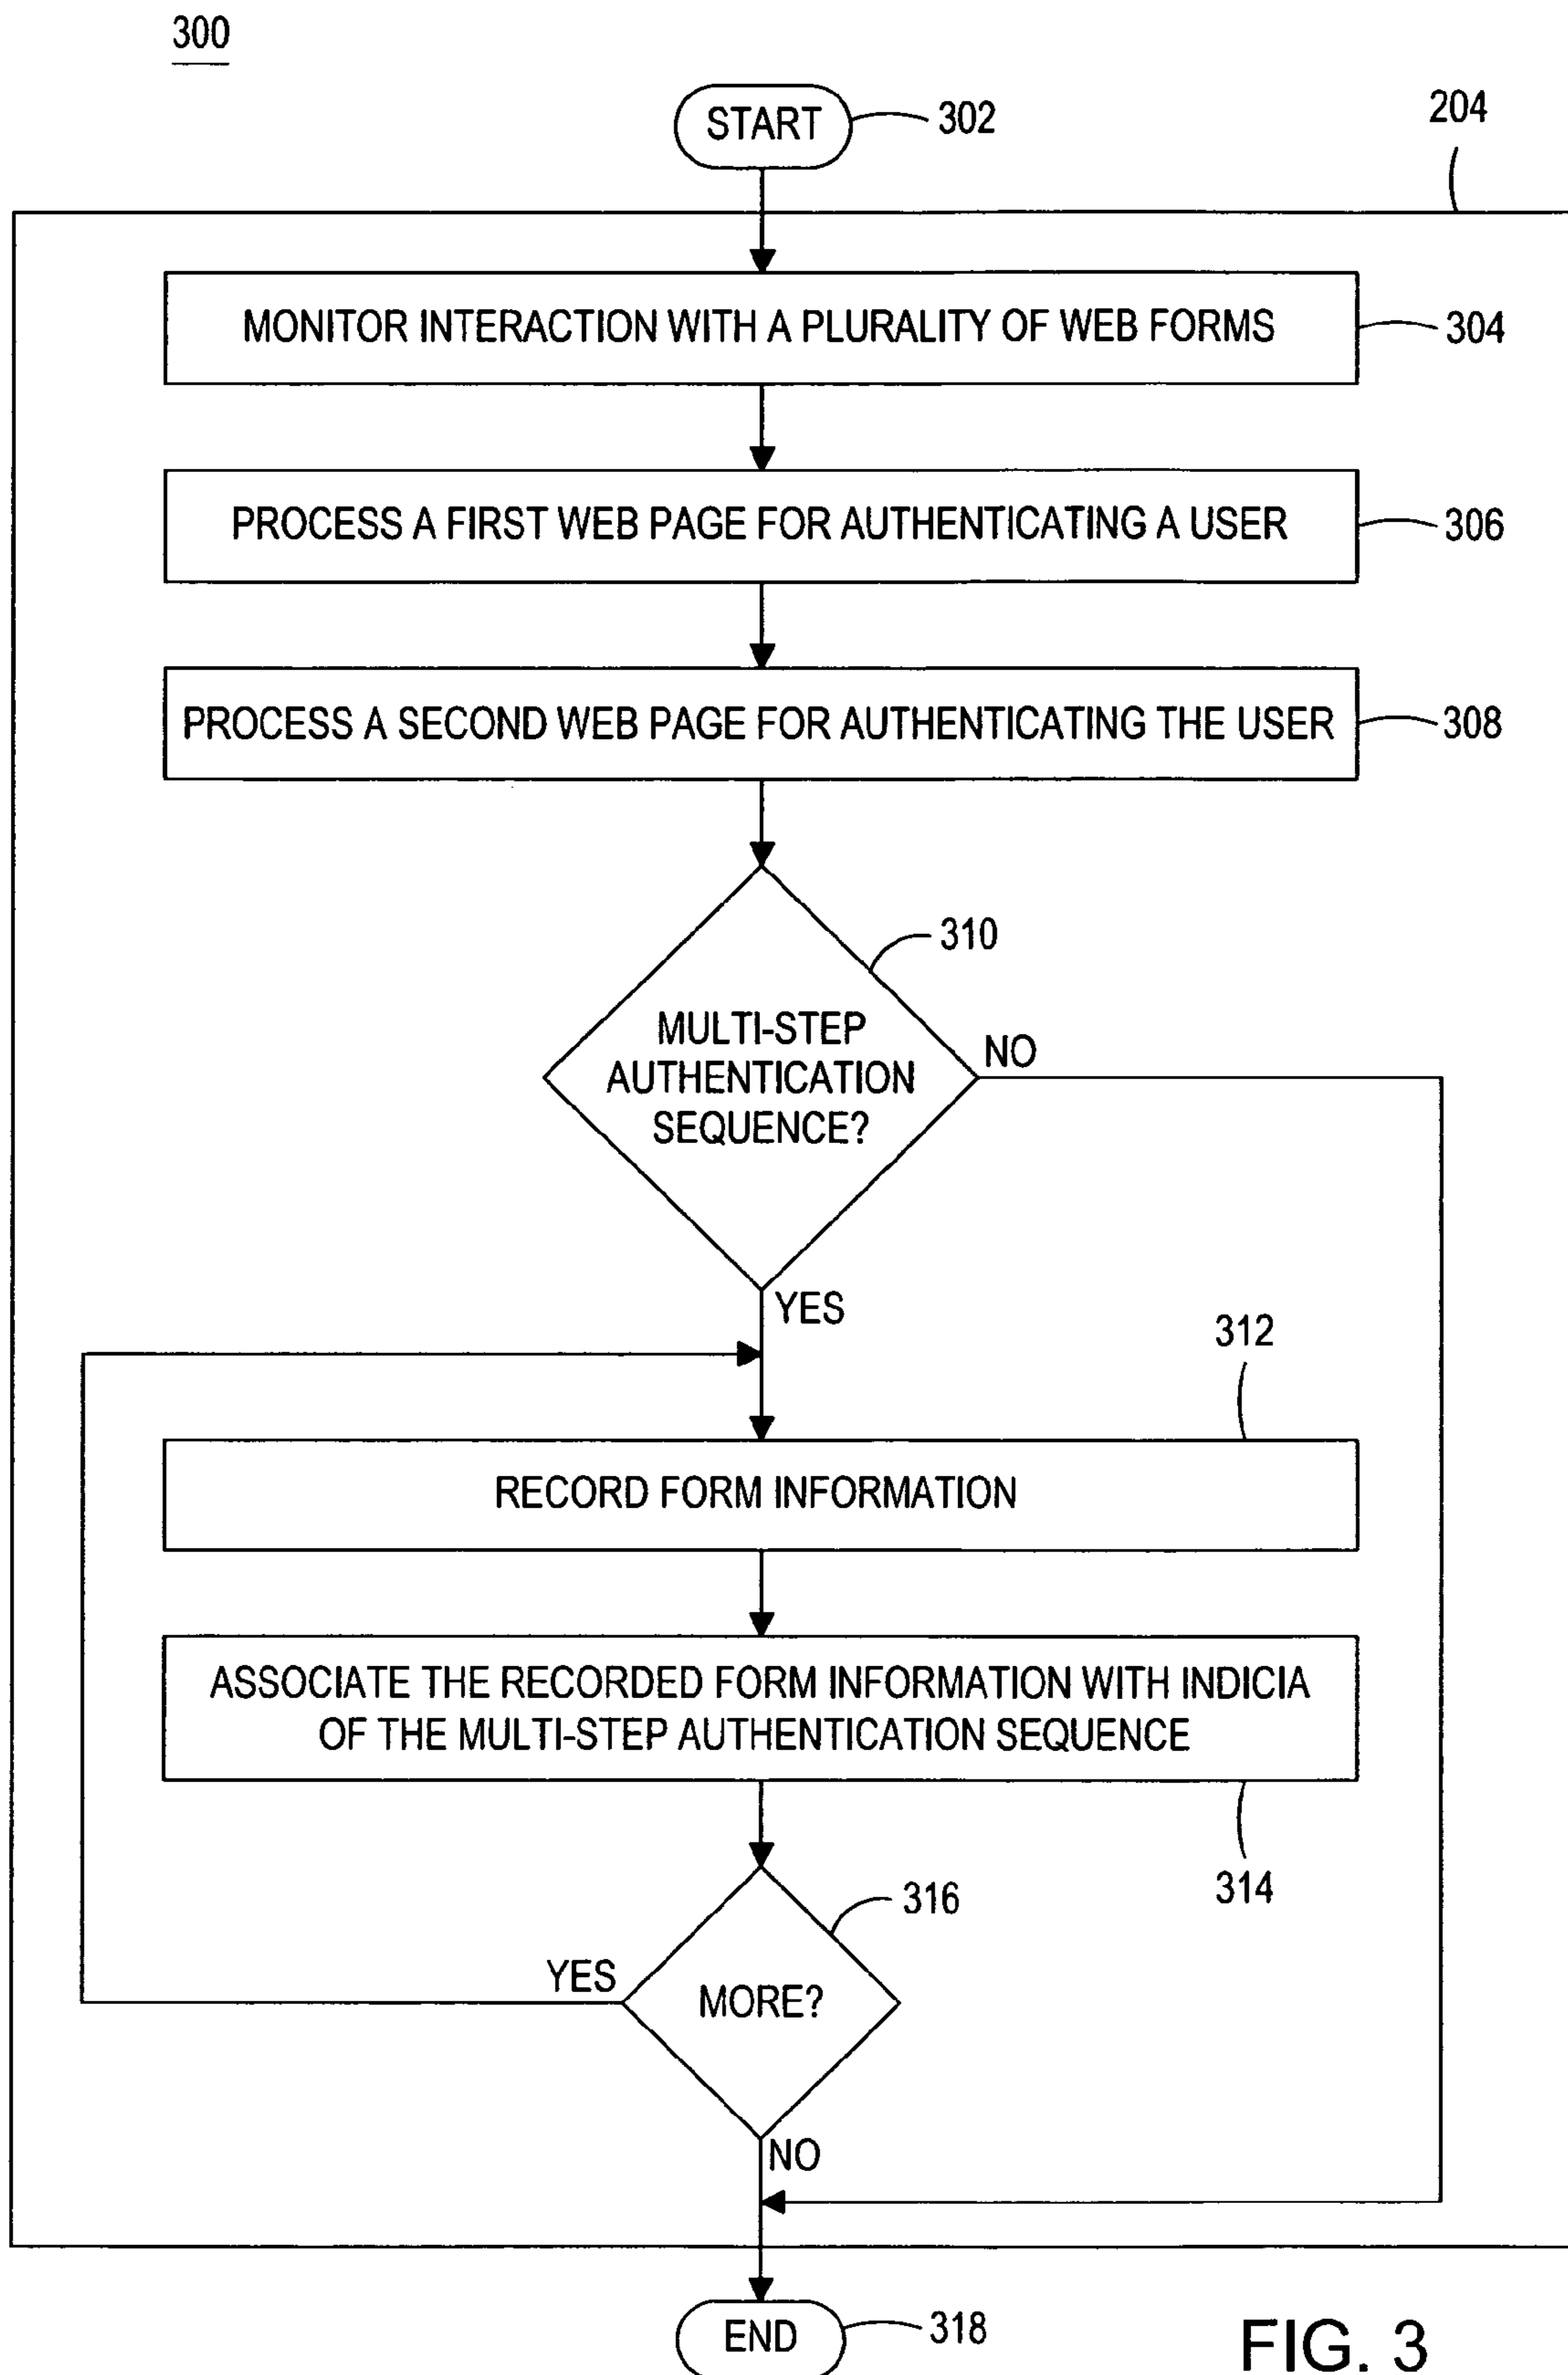 300
START
302
204
MONITOR INTERACTION WITH A PLURALITY OF WEB FORMS
304
PROCESS A FIRST WEB PAGE FOR AUTHENTICATING A USER
306
PROCESS A SECOND WEB PAGE FOR AUTHENTICATING THE USER
308
310
MULTI-STEP
AUTHENTICATION
SEQUENCE?
NO
YES
312
RECORD FORM INFORMATION
ASSOCIATE THE RECORDED FORM INFORMATION WITH INDICIA
OF THE MULTI-STEP AUTHENTICATION SEQUENCE
314
316
YES
MORE?
NO
END
318
FIG. 3